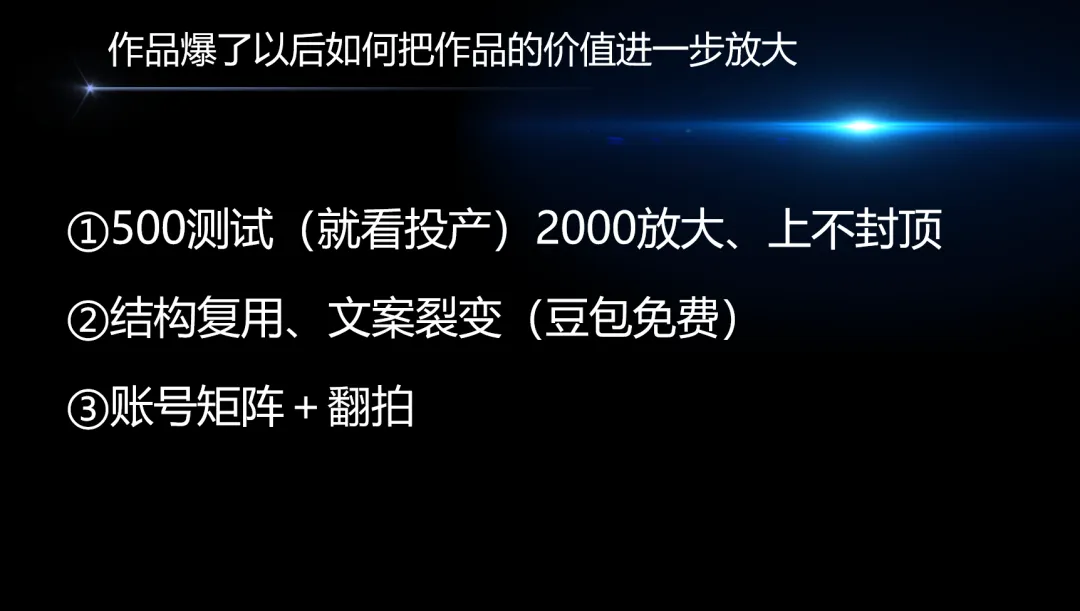 作品爆了以后如何把作品的价值进一步放大
①500测试（就看投产）2000放大、上不封顶
②结构复用、文案裂变（豆包免费）
③账号矩阵＋翻拍